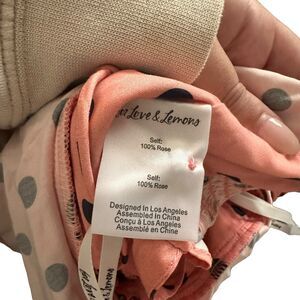 Love & Lemons
Self:
100% Rose
Self:
100% Rose
Designed In Los Angeles
Assembled In China
Conçu à Los Angeles
Assemblé en Chine